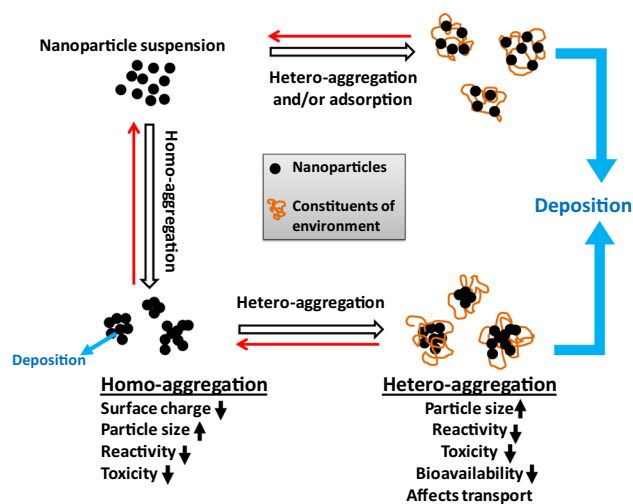 Nanoparticle suspension
Hetero-aggregation
and/or adsorption
Homo-aggregation
Nanoparticles
Constituents of
environment
Deposition
Hetero-aggregation
Deposition
Homo-aggregation
Surface charge
Particle size
Reactivity
Toxicity
Hetero-aggregation
Particle size
Reactivity
Toxicity
Bioavailability
Affects transport